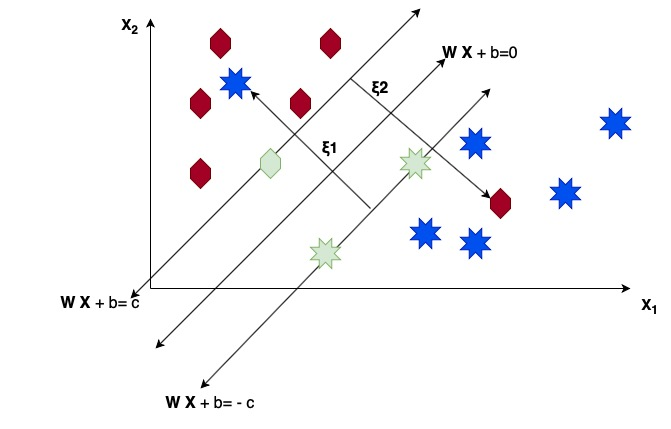 X₂
W X + b=0
ξ2
ξ1
W X + b= c
X₁
W X + b= - c